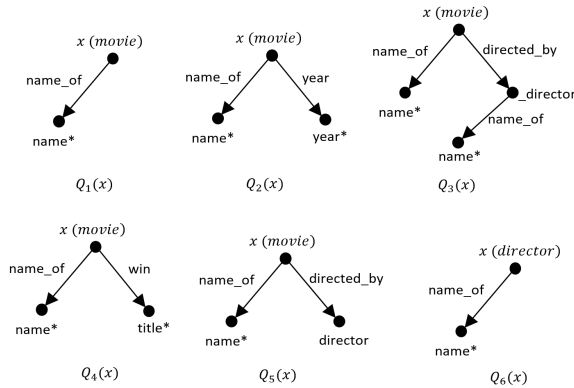 x (movie)
name_of
name*
Q₁(x)
x (movie)
name_of
year
name*
year*
Q₂(x)
x (movie)
name_of
directed_by
name*
_director
name_of
name*
Q₃(x)
x (movie)
name_of
win
name*
title*
Q₄(x)
x (movie)
name_of
directed_by
name*
director
Q₅(x)
x (director)
name_of
name*
Q₆(x)